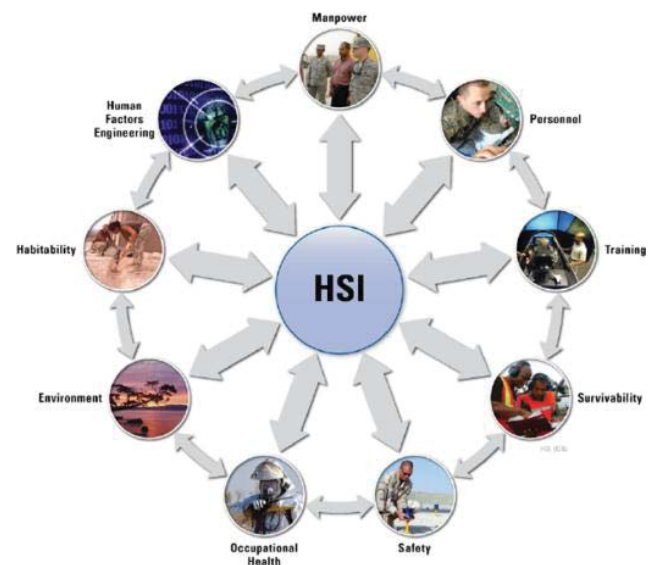 Manpower
Human
Factors
Engineering
Personnel
HSI
Habitability
Training
Environment
Survivability
Occupational
Health
Safety